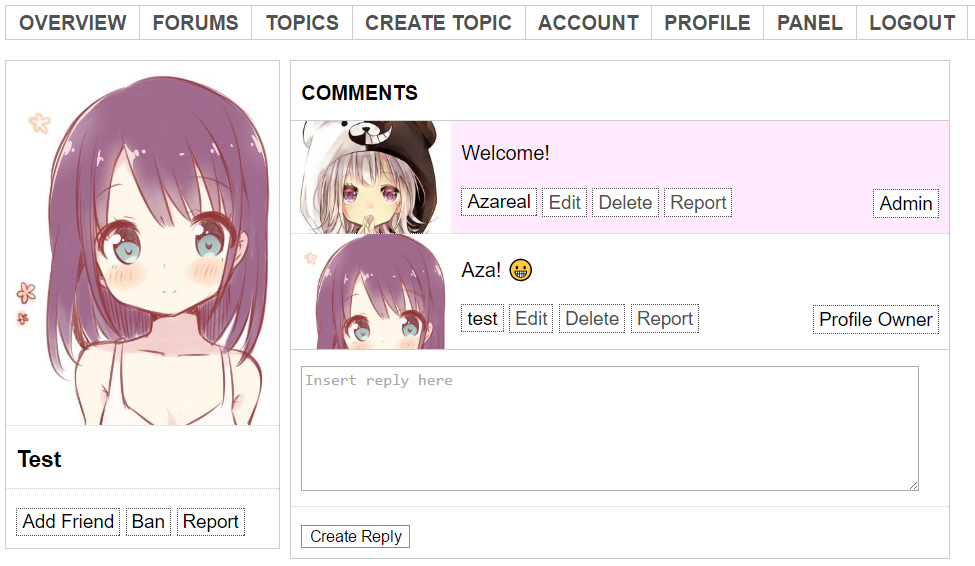 OVERVIEW FORUMS TOPICS CREATE TOPIC ACCOUNT PROFILE PANEL LOGOUT
COMMENTS
Welcome!
Azareal Edit Delete Report Admin
Aza! 😀
test Edit Delete Report Profile Owner
Insert reply here
Create Reply
Test
Add Friend Ban Report